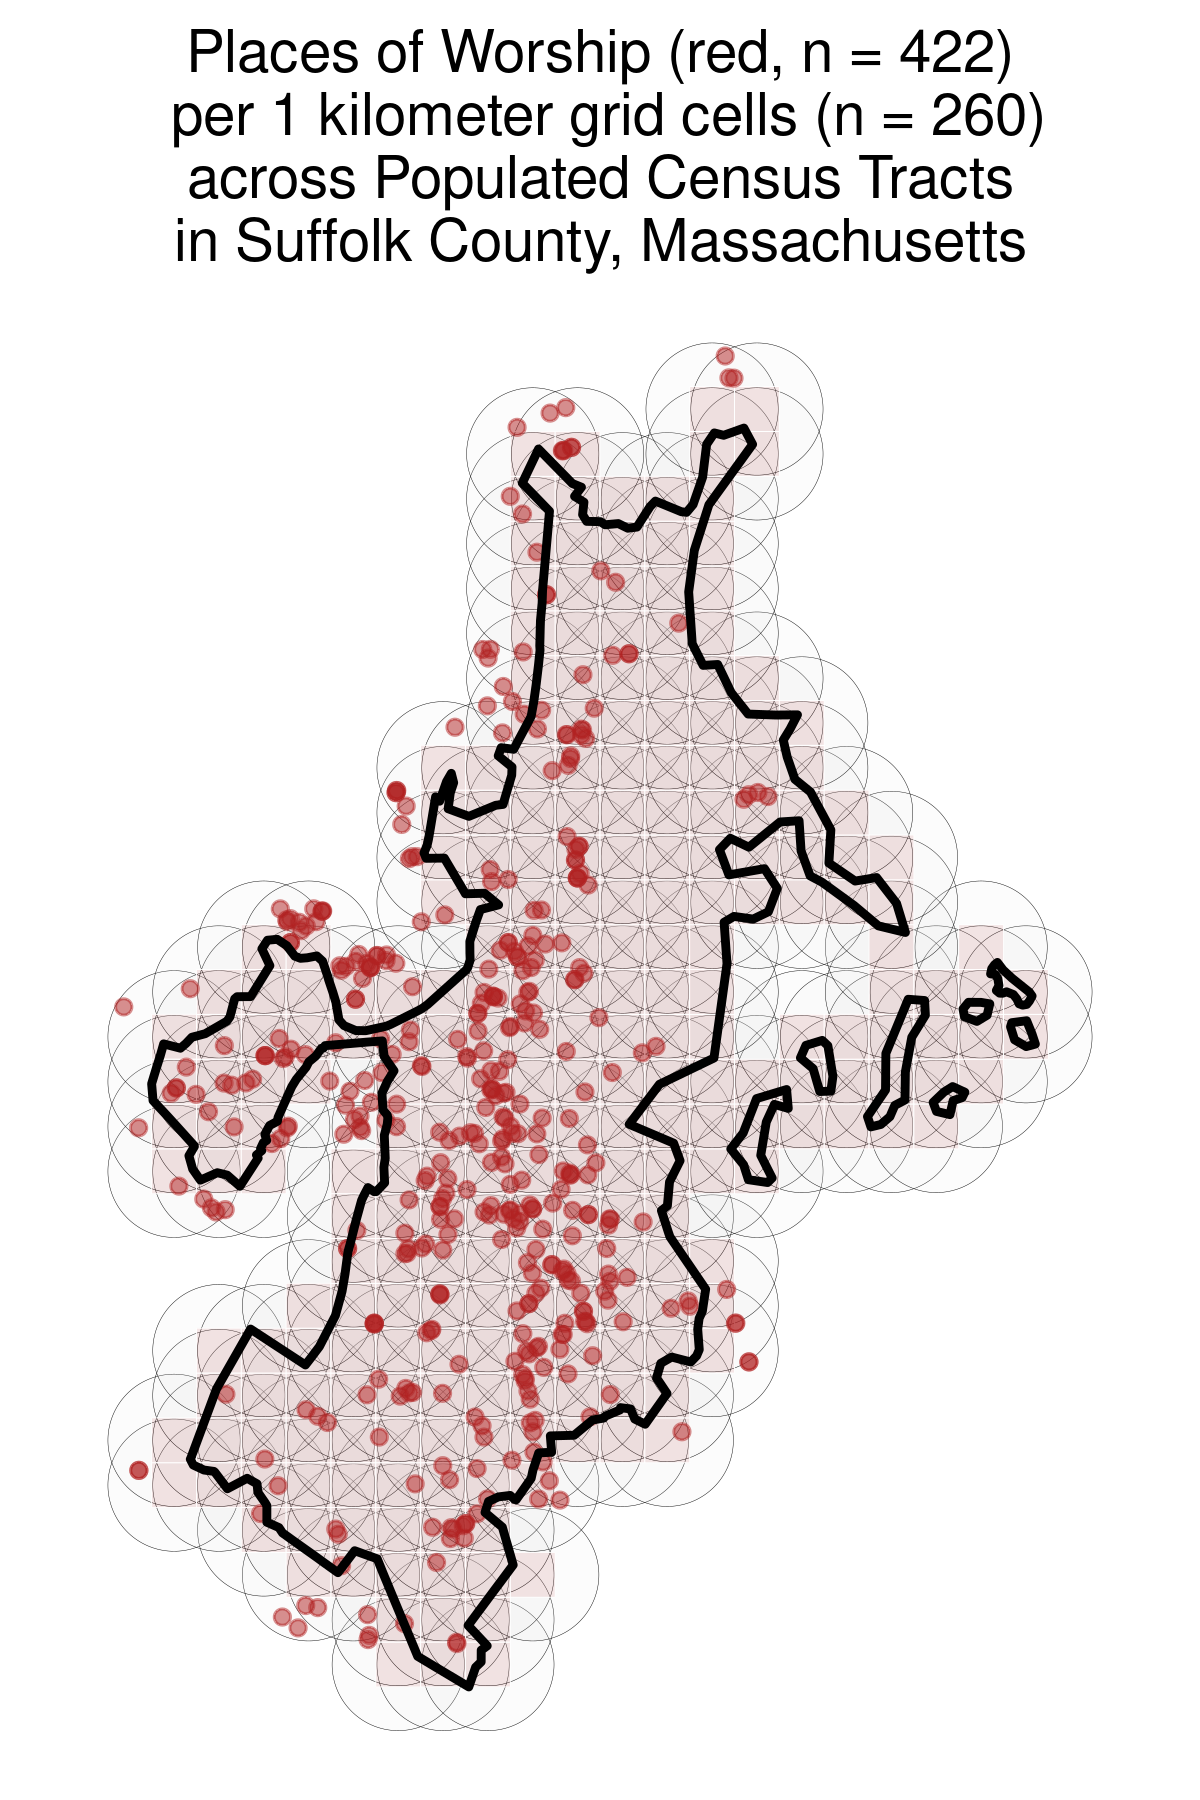 Places of Worship (red, n = 422)
per 1 kilometer grid cells (n = 260)
across Populated Census Tracts
in Suffolk County, Massachusetts